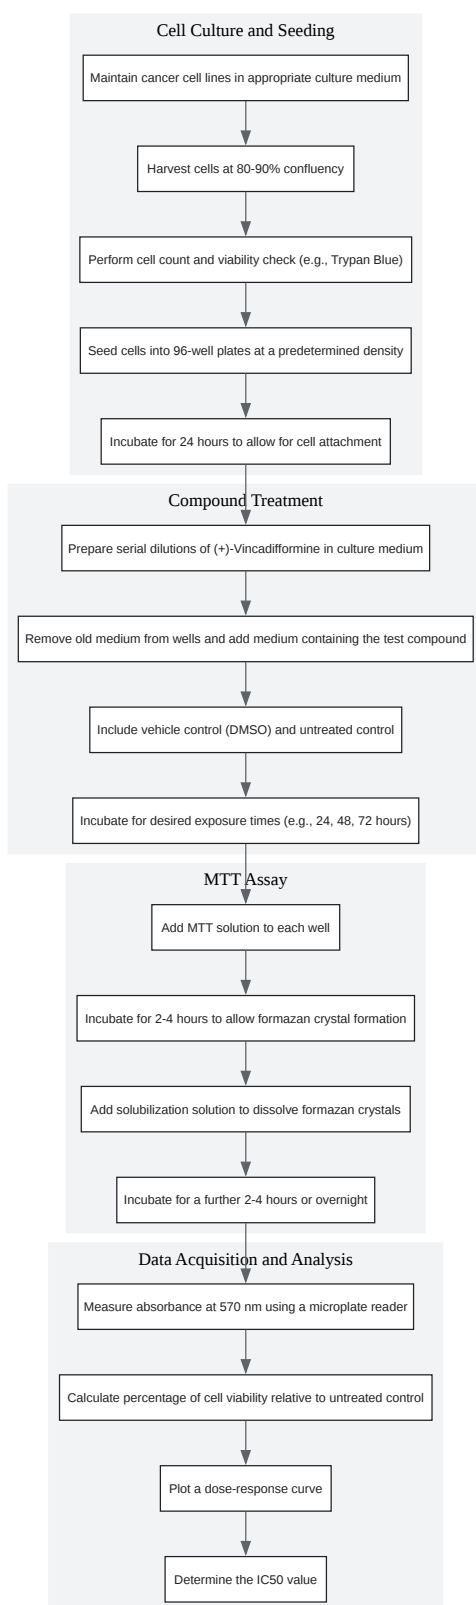 Cell Culture and Seeding
Maintain cancer cell lines in appropriate culture medium
Harvest cells at 80-90% confluency
Perform cell count and viability check (e.g., Trypan Blue)
Seed cells into 96-well plates at a predetermined density
Incubate for 24 hours to allow for cell attachment
Compound Treatment
Prepare serial dilutions of (+)-Vincadifformine in culture medium
Remove old medium from wells and add medium containing the test compound
Include vehicle control (DMSO) and untreated control
Incubate for desired exposure times (e.g., 24, 48, 72 hours)
MTT Assay
Add MTT solution to each well
Incubate for 2-4 hours to allow formazan crystal formation
Add solubilization solution to dissolve formazan crystals
Incubate for a further 2-4 hours or overnight
Data Acquisition and Analysis
Measure absorbance at 570 nm using a microplate reader
Calculate percentage of cell viability relative to untreated control
Plot a dose-response curve
Determine the IC50 value